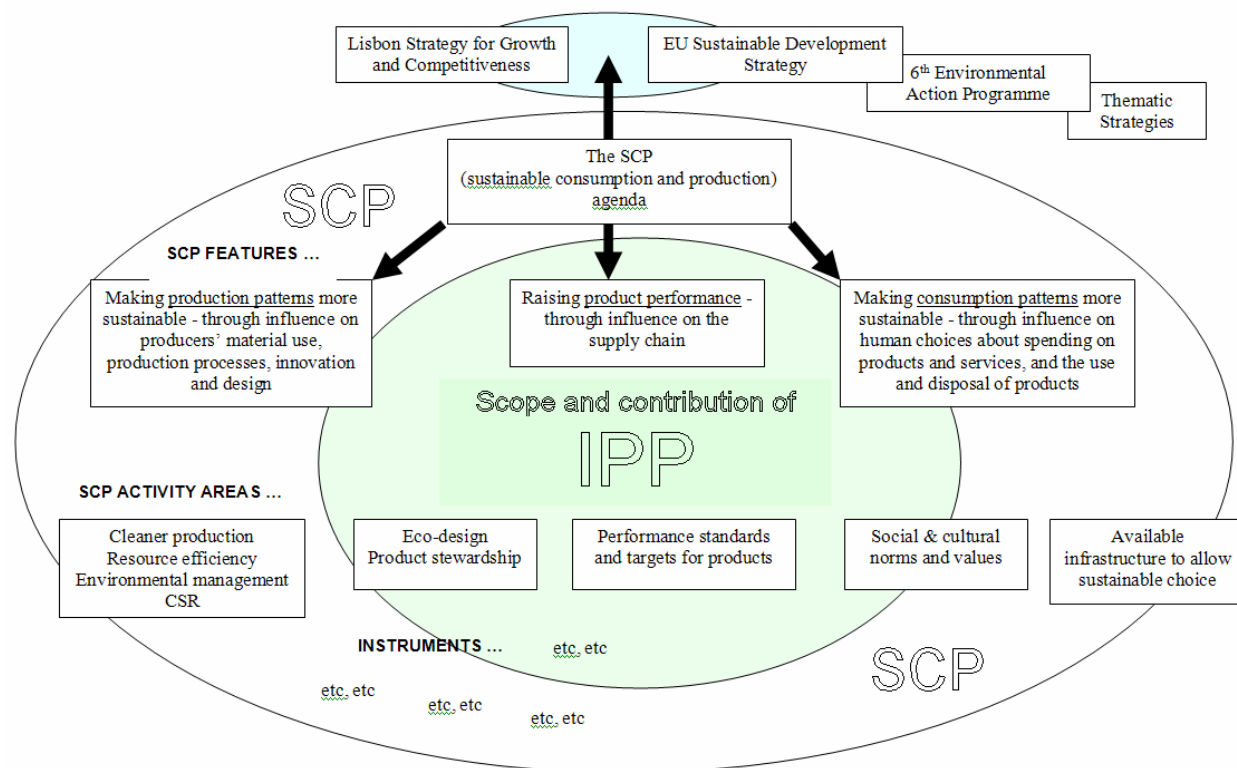 Lisbon Strategy for Growth
and Competitiveness
EU Sustainable Development
Strategy
6th Environmental
Action Programme
Thematic
Strategies
The SCP
(sustainable consumption and production)
agenda
SCP
SCP FEATURES ...
Making production patterns more
sustainable - through influence on
producers’ material use,
production processes, innovation
and design
Raising product performance -
through influence on the
supply chain
Making consumption patterns more
sustainable - through influence on
human choices about spending on
products and services, and the use
and disposal of products
Scope and contribution of
IPP
SCP ACTIVITY AREAS ...
Cleaner production
Resource efficiency
Environmental management
CSR
Eco-design
Product stewardship
Performance standards
and targets for products
Social & cultural
norms and values
Available
infrastructure to allow
sustainable choice
INSTRUMENTS ...
etc, etc
etc, etc
etc, etc
etc, etc
SCP